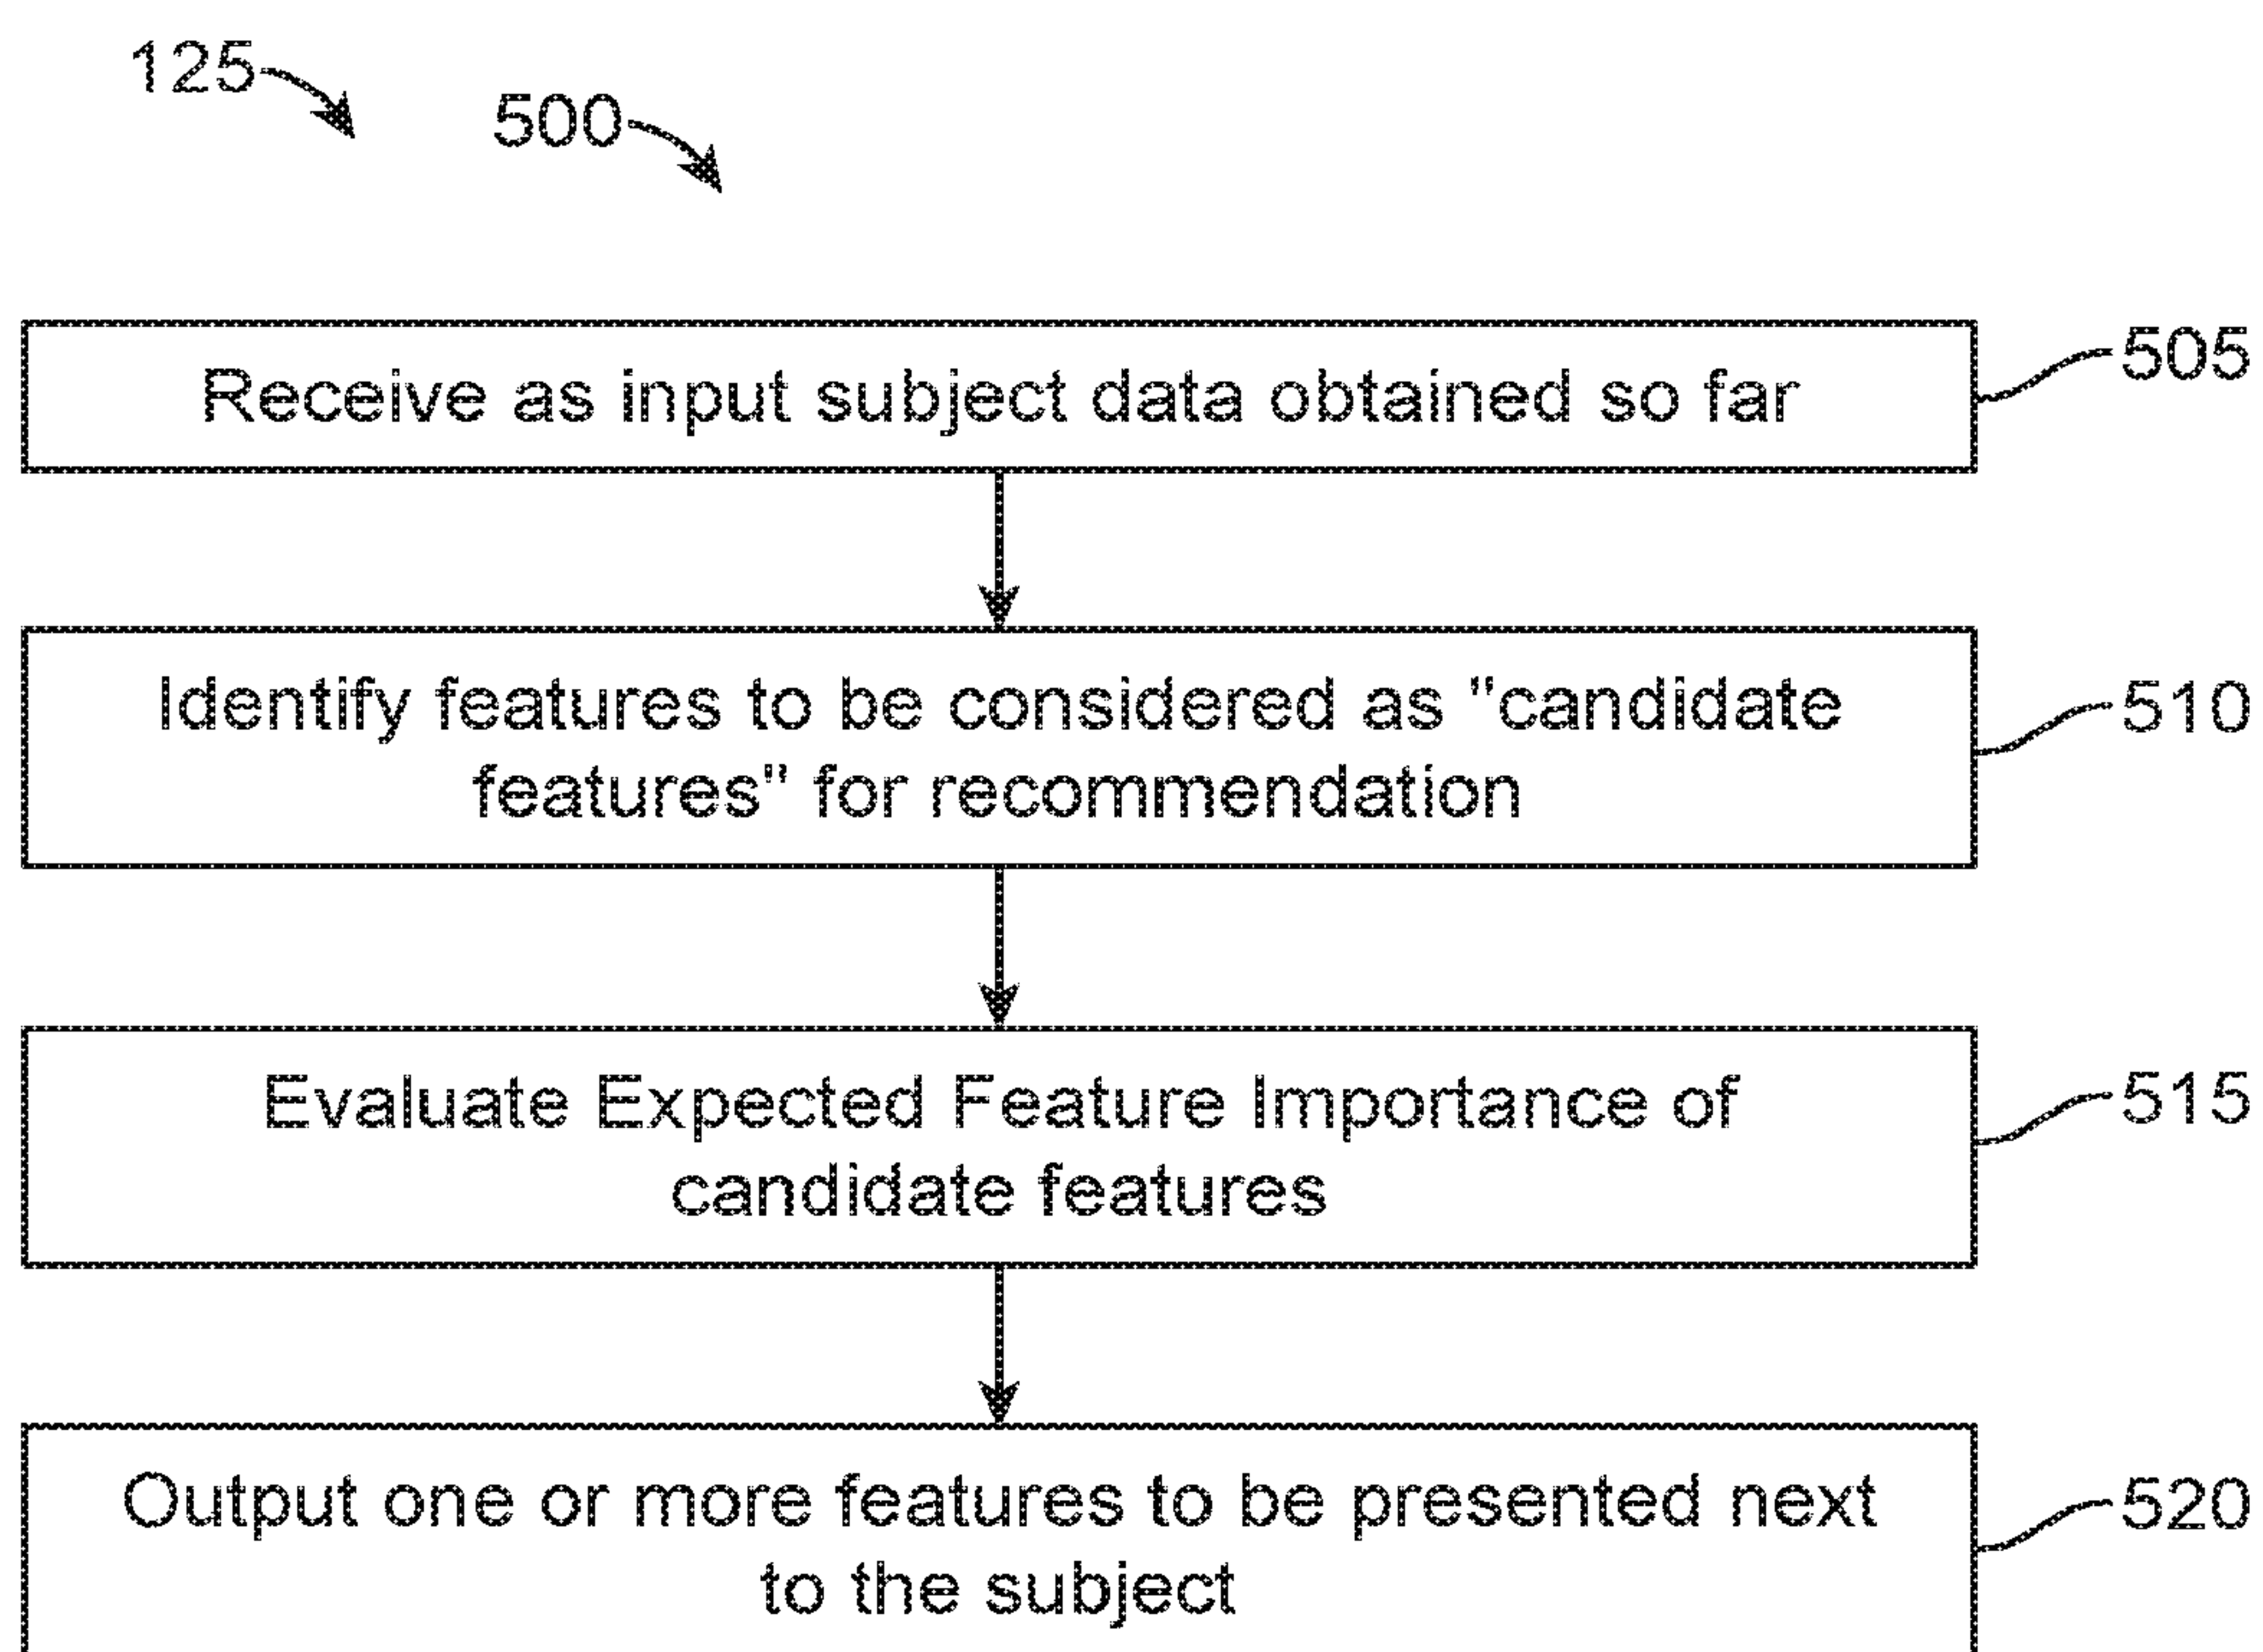 125
500
Receive as input subject data obtained so far
505
Identify features to be considered as "candidate
features" for recommendation
510
Evaluate Expected Feature Importance of
candidate features
515
Output one or more features to be presented next
to the subject
520